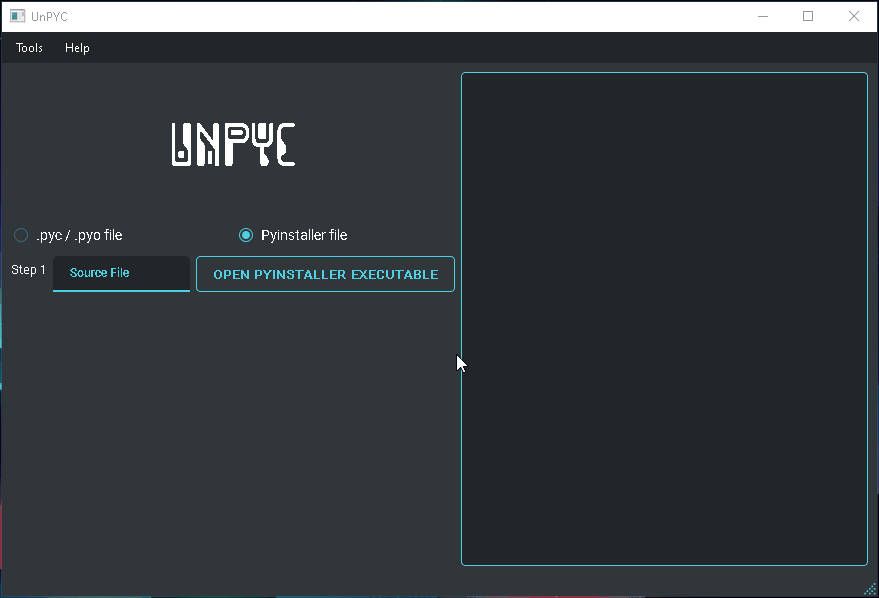 UnPYC
Tools Help
UNPYC
.pyc / .pyo file Pyinstaller file
Step 1 Source File OPEN PYINSTALLER EXECUTABLE